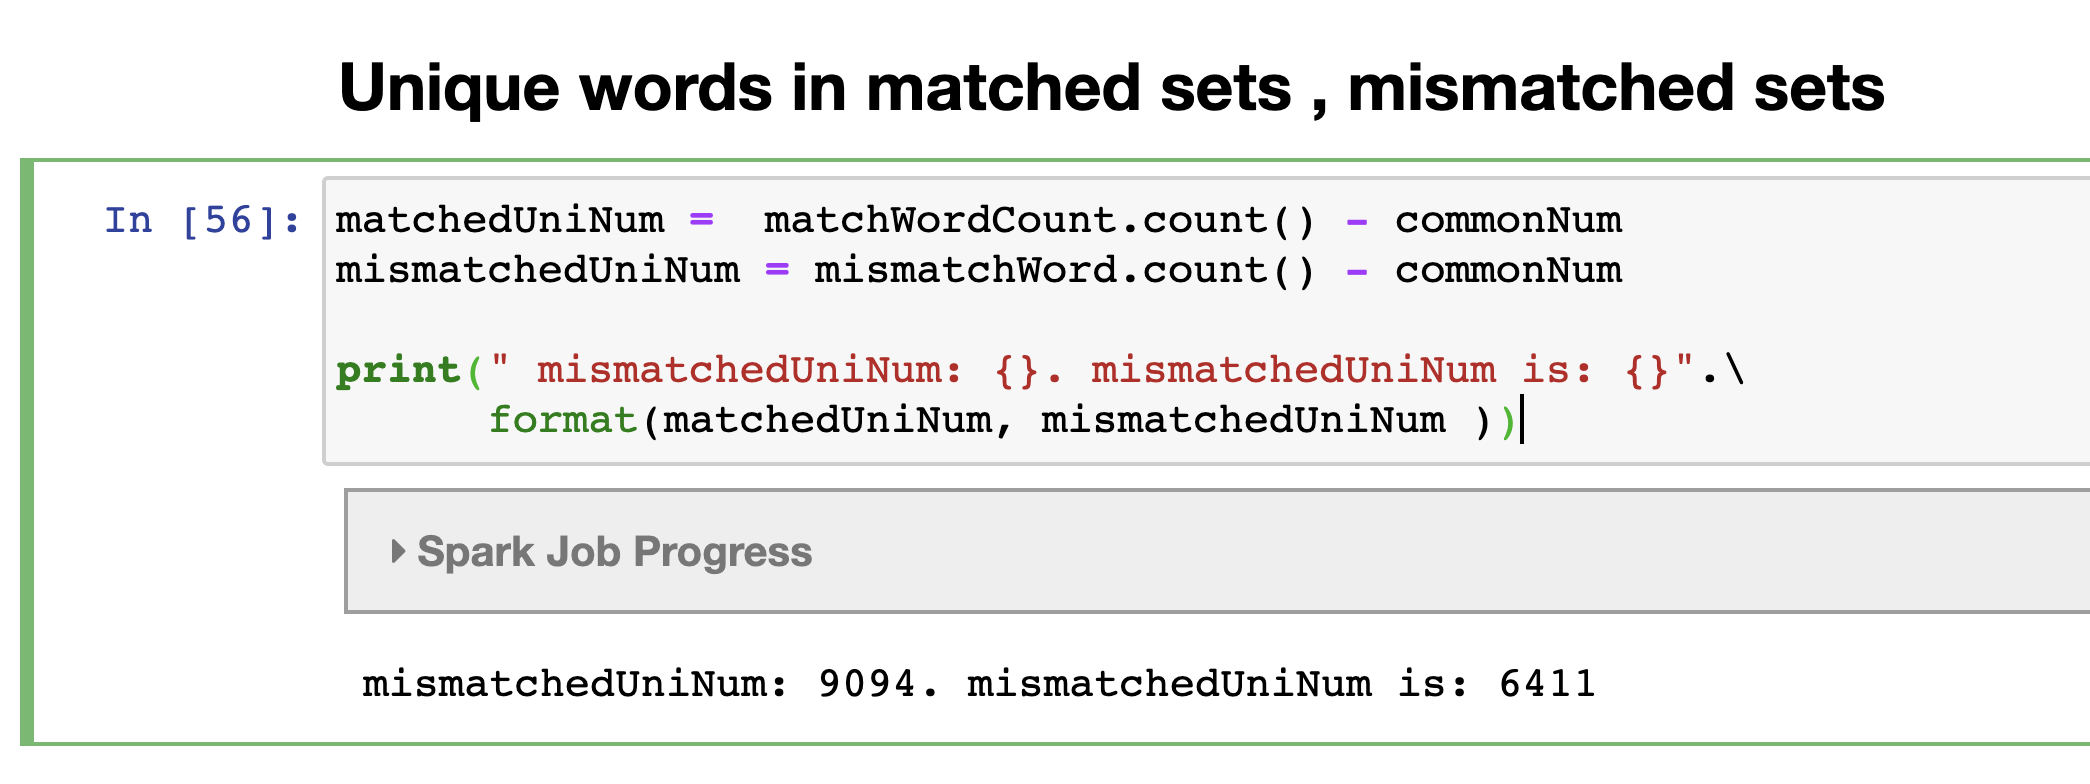 Unique words in matched sets , mismatched sets
In [56]: matchedUniNum =  matchWordCount.count() - commonNum
mismatchedUniNum = mismatchWord.count() - commonNum
print(" mismatchedUniNum: {}. mismatchedUniNum is: {}".\
format(matchedUniNum, mismatchedUniNum ))
Spark Job Progress
mismatchedUniNum: 9094. mismatchedUniNum is: 6411